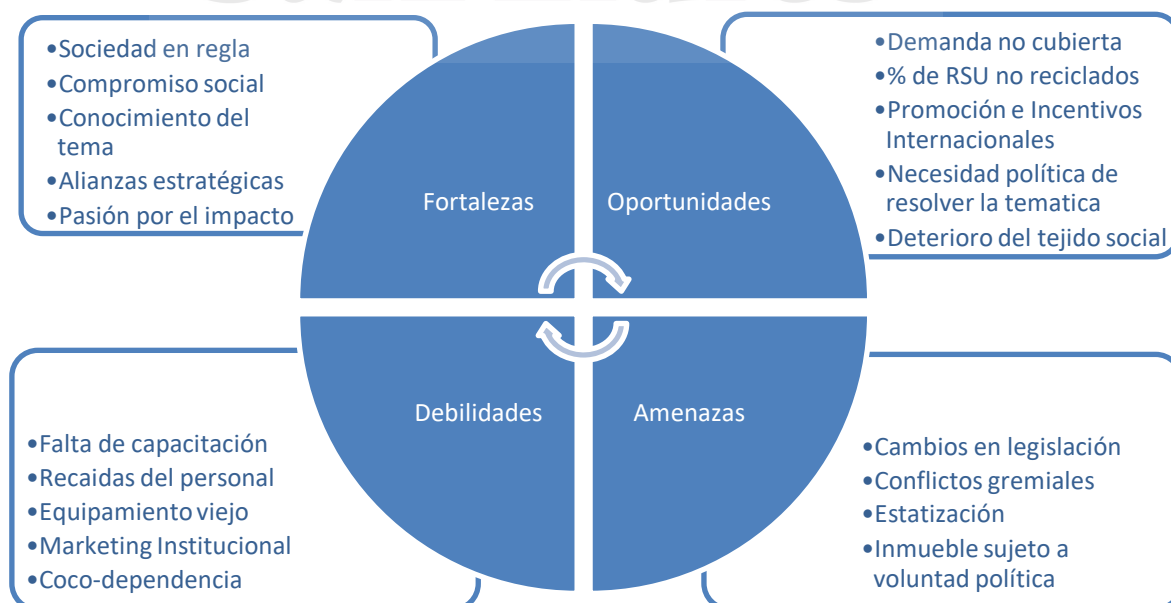 •Sociedad en regla
•Compromiso social
•Conocimiento del
tema
•Alianzas estratégicas
•Pasión por el impacto
•Demanda no cubierta
•% de RSU no reciclados
•Promoción e Incentivos
Internacionales
•Necesidad política de
resolver la tematica
•Deterioro del tejido social
Fortalezas
Oportunidades
Debilidades
Amenazas
•Falta de capacitación
•Recaidas del personal
•Equipamiento viejo
•Marketing Institucional
•Coco-dependencia
•Cambios en legislación
•Conflictos gremiales
•Estatización
•Inmueble sujeto a
voluntad política